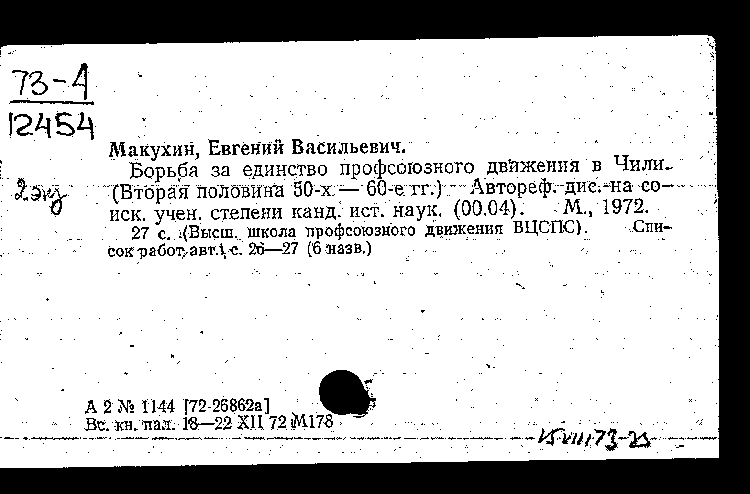 73-4
12454
2 экз
Макухин, Евгений Васильевич.
Борьба за единство профсоюзного движения в Чили.
(Вторая половина 50-х — 60-е гг.) Автореф. дис. на со-
иск. учен. степени канд. ист. наук. (00.04). М., 1972.
27 с. (Высш. школа профсоюзного движения ВЦСПС). Спи-
сок работ авт.: с. 26—27 (6 назв.)
А 2 № 1144 [72-26862а]
Вс. кн. пал. 18—22 XII 72 М178